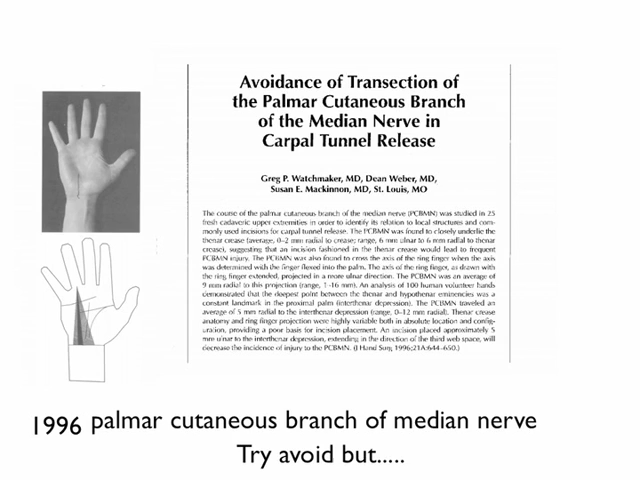 Avoidance of Transection of
the Palmar Cutaneous Branch
of the Median Nerve in
Carpal Tunnel Release
Greg P. Watchmaker, MD, Dean Weber, MD,
Susan E. Mackinnon, MD, St. Louis, MO
The course of the palmar cutaneous branch of the median nerve (PCBMN) was studied in 25
fresh cadaveric upper extremities in order to identify its relation to local structures and com-
monly used incisions for carpal tunnel release. The PCBMN was found to closely underlie the
thenar crease (average, 0–2 mm radial to crease; range, 6 mm ulnar to 6 mm radial to thenar
crease), suggesting that an incision fashioned in the thenar crease would lead to frequent
PCBMN injury. The PCBMN was also found to cross the axis of the ring finger when the axis
was determined with the finger flexed into the palm. The axis of the ring finger, as drawn with
the ring finger extended, projected in a more ulnar direction. The PCBMN was an average of
9 mm radial to this projection (range, 1–16 mm). An analysis of 100 human volunteer hands
demonstrated that the deepest point between the thenar and hypothenar eminencies was a
constant landmark in the proximal palm (interthenar depression). The PCBMN traveled an
average of 5 mm radial to the interthenar depression (range, 0–12 mm radial). Thenar crease
anatomy and ring finger projection were highly variable both in absolute location and config-
uration, providing a poor basis for incision placement. An incision placed approximately 5
mm ulnar to the interthenar depression, extending in the direction of the third web space, will
decrease the incidence of injury to the PCBMN. (J Hand Surg 1996;21A:644–650.)
1996 palmar cutaneous branch of median nerve
Try avoid but.....